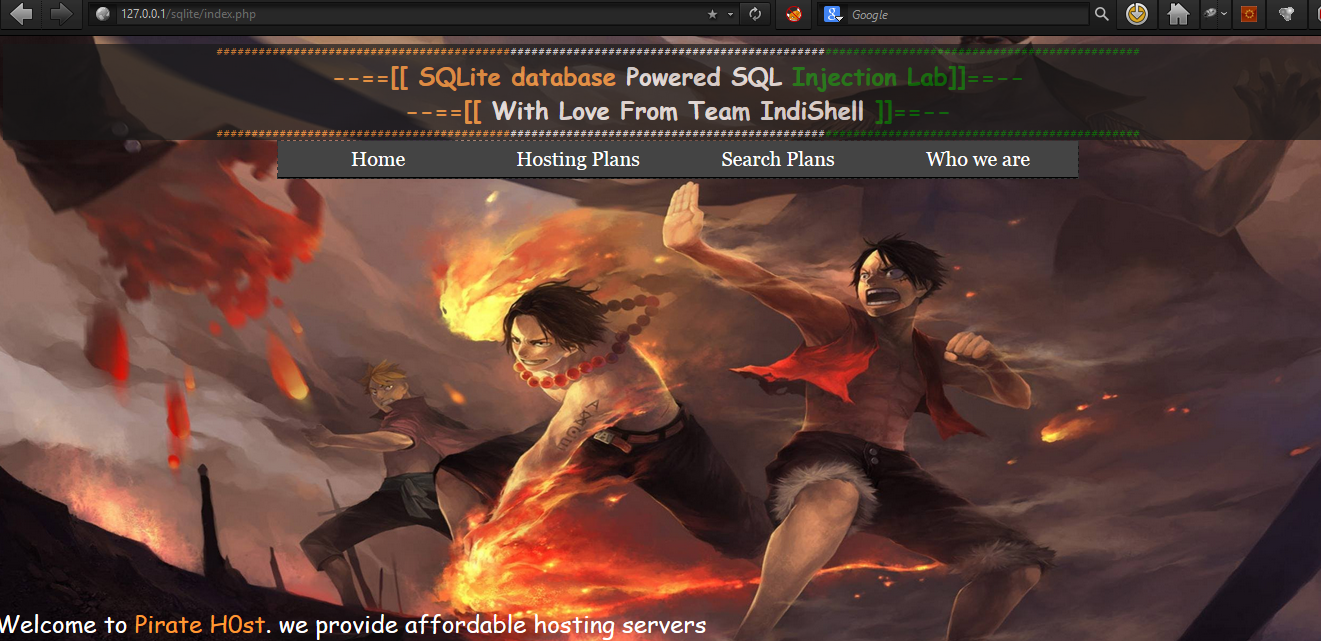 127.0.0.1/sqlite/index.php
Google
--==[[ SQLite database Powered SQL Injection Lab]]==--
--==[[ With Love From Team IndiShell ]]==--
Home Hosting Plans Search Plans Who we are
Welcome to Pirate H0st. we provide affordable hosting servers